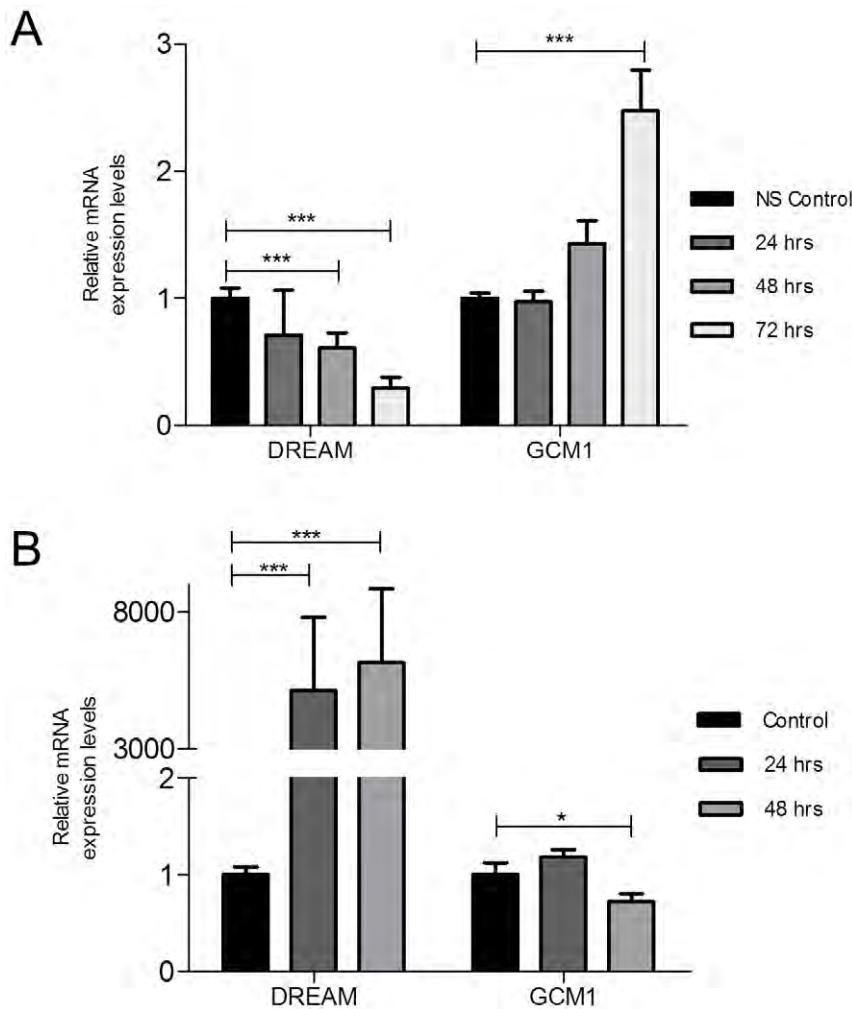 A
Relative mRNA
expression levels
3
2
1
0
***
***
***
DREAM
GCM1
NS Control
24 hrs
48 hrs
72 hrs
B
Relative mRNA
expression levels
8000
3000
2
1
0
***
***
*
DREAM
GCM1
Control
24 hrs
48 hrs